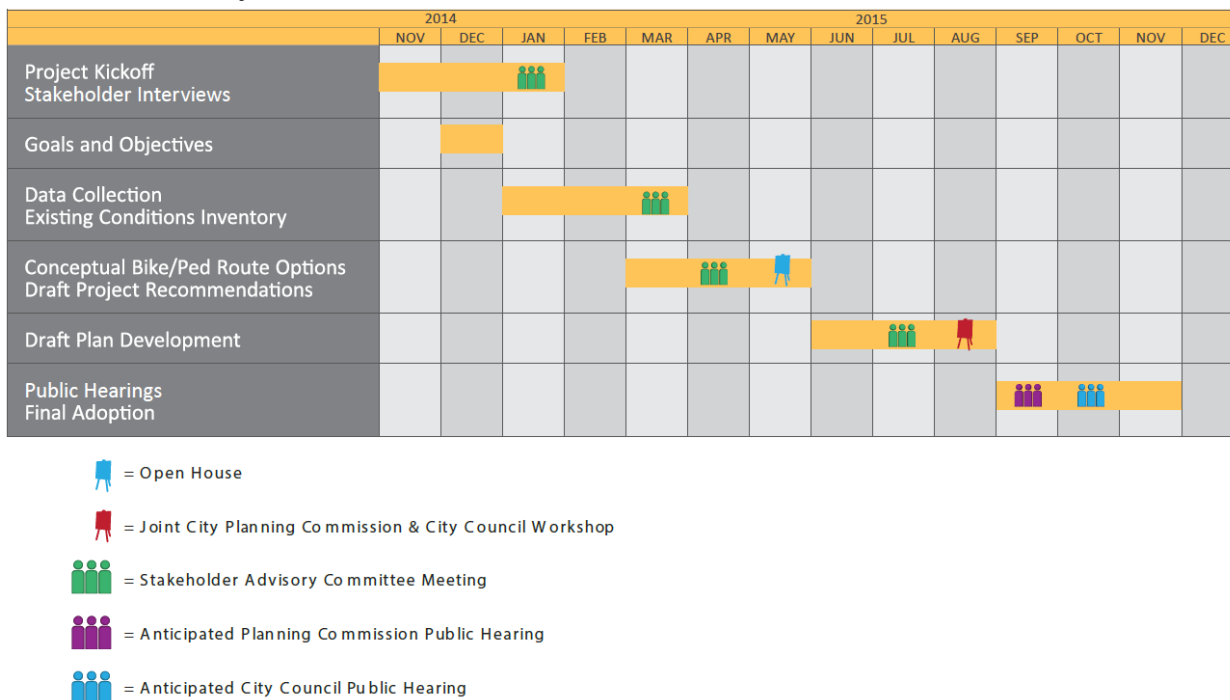 2014 2015
NOV DEC JAN FEB MAR APR MAY JUN JUL AUG SEP OCT NOV DEC
Project Kickoff
Stakeholder Interviews
Goals and Objectives
Data Collection
Existing Conditions Inventory
Conceptual Bike/Ped Route Options
Draft Project Recommendations
Draft Plan Development
Public Hearings
Final Adoption
= Open House
= Joint City Planning Commission & City Council Workshop
= Stakeholder Advisory Committee Meeting
= Anticipated Planning Commission Public Hearing
= Anticipated City Council Public Hearing